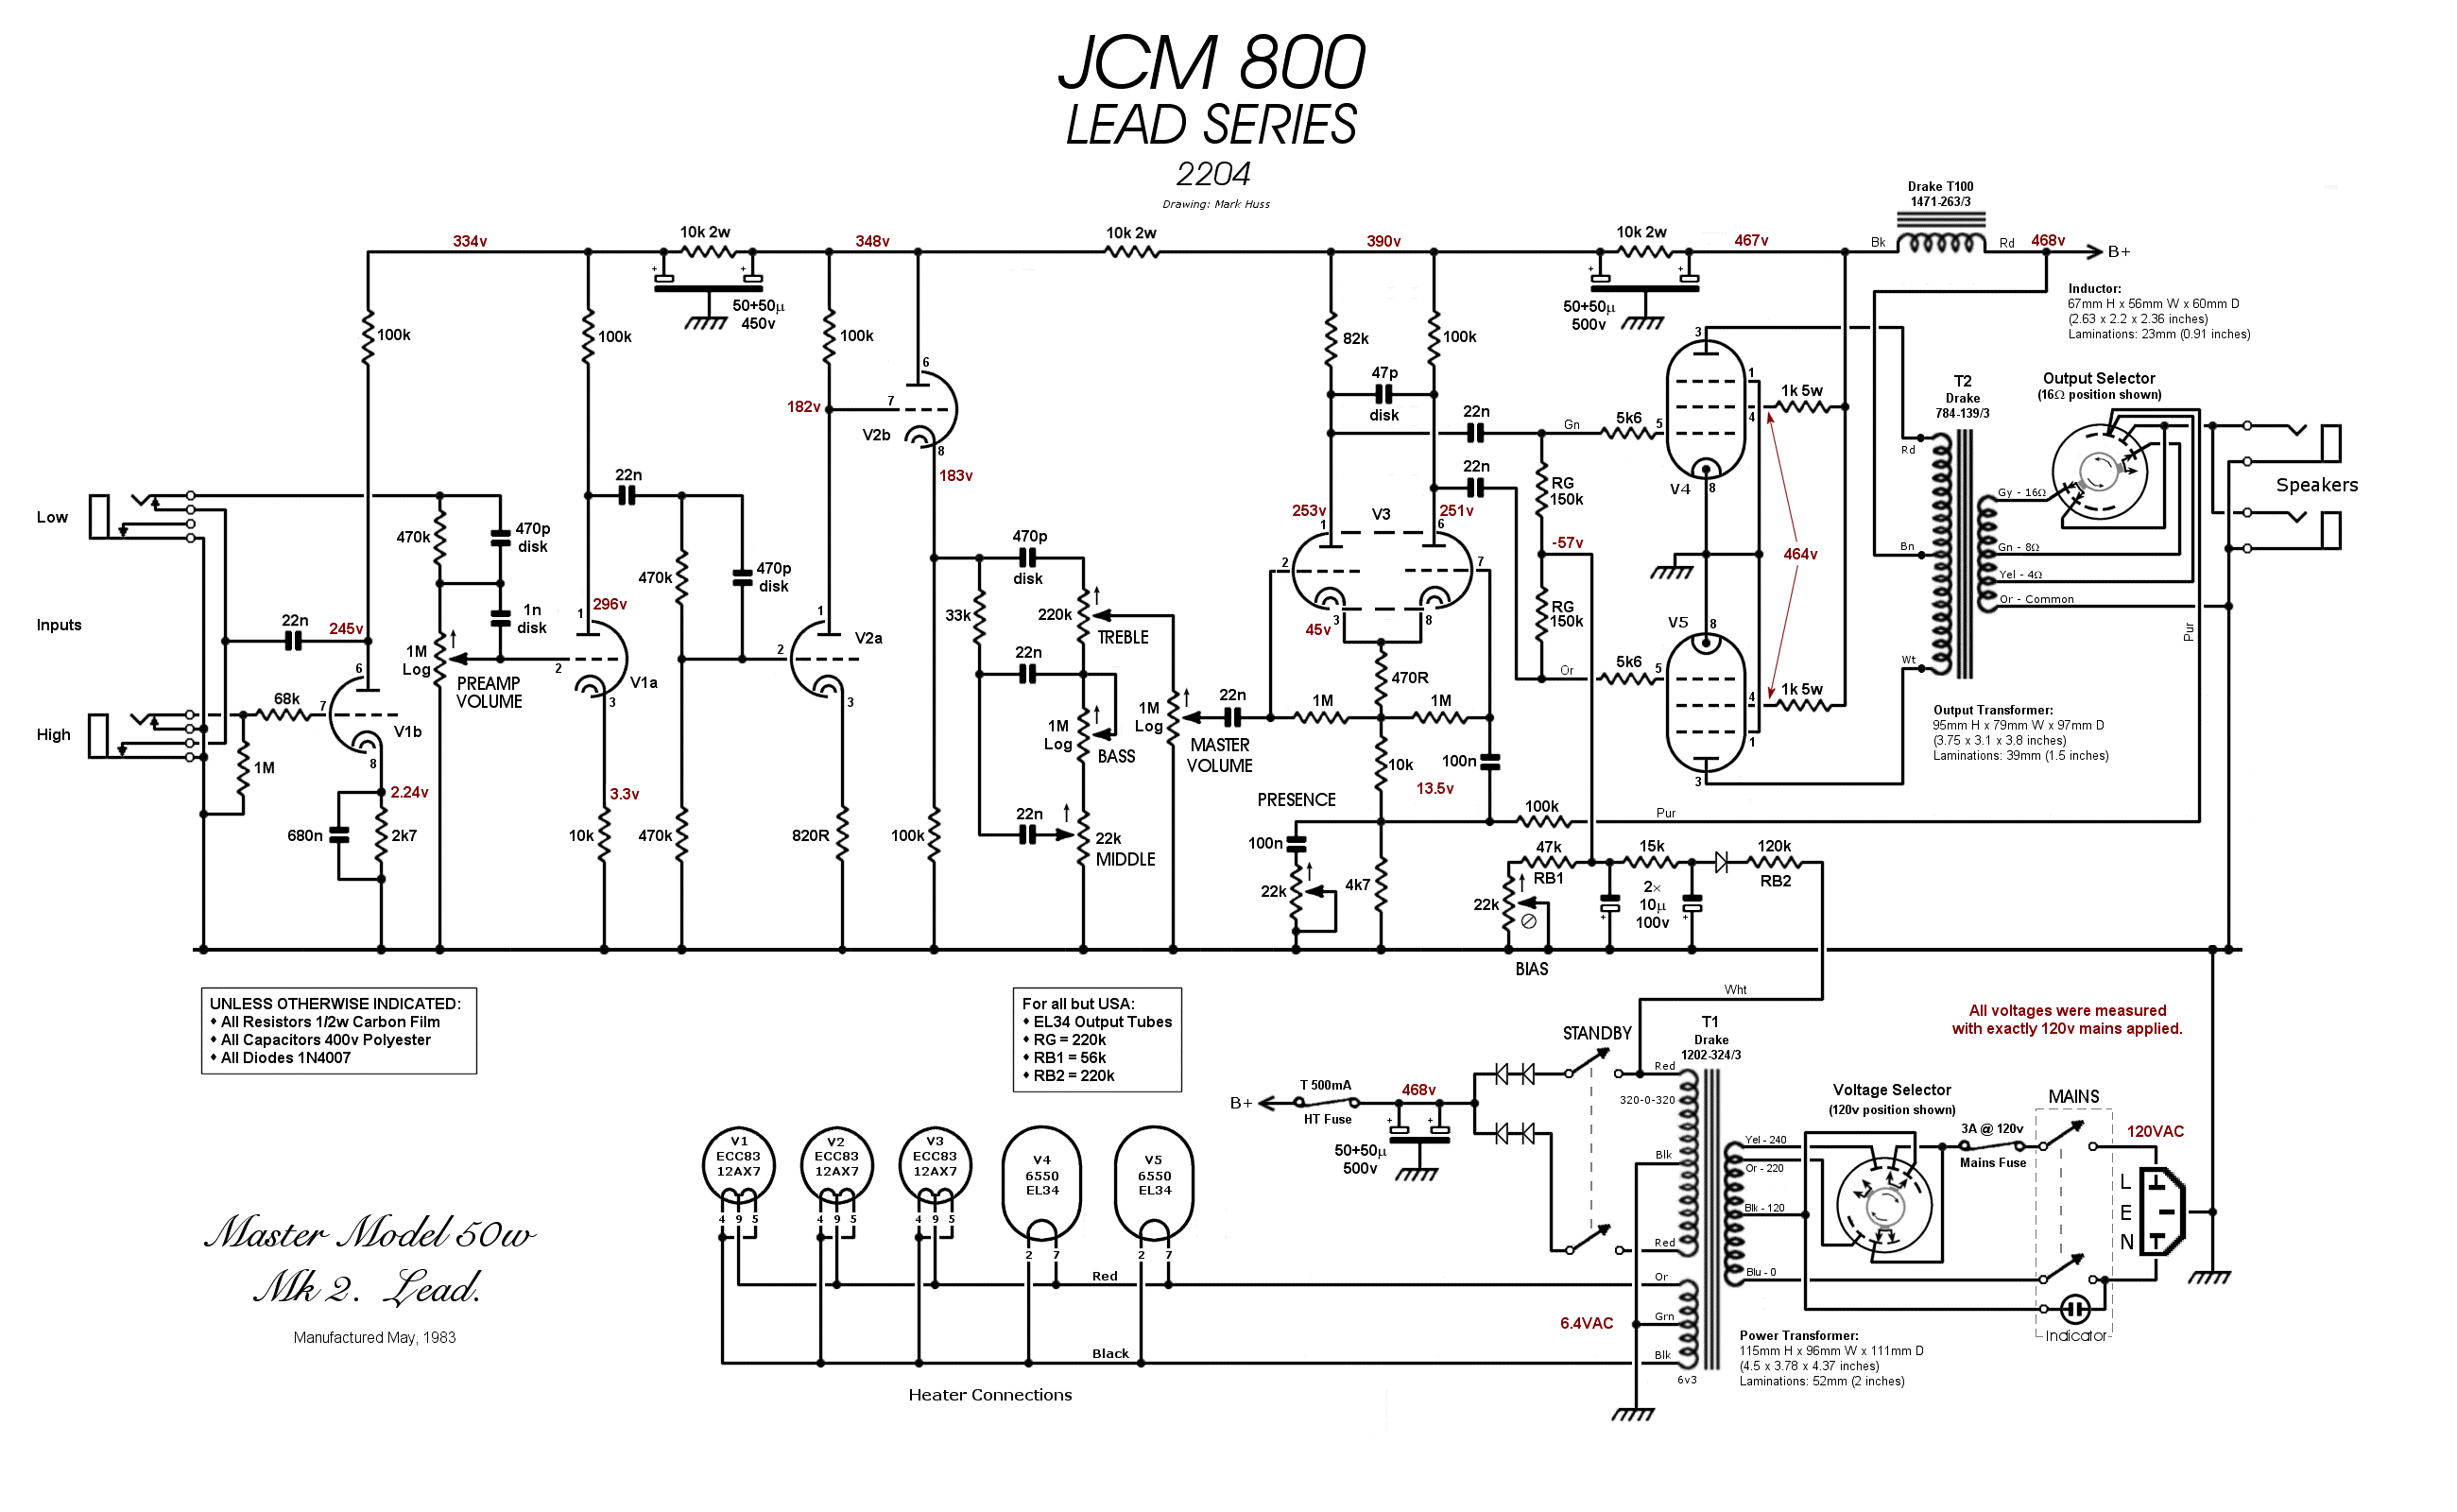 JCM 800
LEAD SERIES
2204
Drawing: Mark Huss
Drake T100
1471-263/3
334v
10k 2w
348v
10k 2w
390v
10k 2w
467v
Bk
Rd
468v
B+
50+50µ
450v
50+50µ
500v
Inductor:
67mm H x 56mm W x 60mm D
(2.63 x 2.2 x 2.36 inches)
Laminations: 23mm (0.91 inches)
100k
100k
100k
82k
100k
3
6
47p
disk
1
1k 5w
T2
Drake
784-139/3
Output Selector
(16Ω position shown)
182v
7
V2b
8
22n
Gn
5k6
5
4
Rd
183v
22n
22n
RG
150k
V4
8
Gy - 16Ω
Speakers
Low
470k
470p
disk
253v
1
V3
251v
6
470p
disk
-57v
464v
Bn
Gn - 8Ω
470k
470p
disk
2
7
Yel - 4Ω
Or - Common
1n
disk
296v
1
1
33k
220k
TREBLE
3
8
45v
RG
150k
V5
8
Pur
Inputs
22n
245v
6
1M
Log
PREAMP
VOLUME
2
V1a
3
2
V2a
3
22n
470R
Or
5k6
5
Wt
4
1k 5w
1
3
High
68k
7
V1b
8
1M
1M
Log
BASS
1M
Log
22n
MASTER
VOLUME
1M
1M
10k
100n
13.5v
Output Transformer:
95mm H x 79mm W x 97mm D
(3.75 x 3.1 x 3.8 inches)
Laminations: 39mm (1.5 inches)
2.24v
3.3v
PRESENCE
100k
Pur
680n
2k7
10k
470k
820R
100k
22n
22k
MIDDLE
100n
22k
4k7
47k
RB1
15k
120k
RB2
22k
2×
10µ
100v
BIAS
UNLESS OTHERWISE INDICATED:
♦ All Resistors 1/2w Carbon Film
♦ All Capacitors 400v Polyester
♦ All Diodes 1N4007
For all but USA:
♦ EL34 Output Tubes
♦ RG = 220k
♦ RB1 = 56k
♦ RB2 = 220k
Wht
All voltages were measured
with exactly 120v mains applied.
STANDBY
T1
Drake
1202-324/3
Red
320-0-320
B+
T 500mA
HT Fuse
468v
50+50µ
500v
Blk
Red
Voltage Selector
(120v position shown)
MAINS
3A @ 120v
Mains Fuse
120VAC
Yel - 240
Or - 220
Blk - 120
Blu - 0
L
E
N
Indicator
V1
ECC83
12AX7
4 9 5
V2
ECC83
12AX7
4 9 5
V3
ECC83
12AX7
4 9 5
V4
6550
EL34
2 7
V5
6550
EL34
2 7
Red
Or
6.4VAC
Grn
Black
Blk
6v3
Heater Connections
Power Transformer:
115mm H x 96mm W x 111mm D
(4.5 x 3.78 x 4.37 inches)
Laminations: 52mm (2 inches)
Master Model 50w
Mk 2. Lead.
Manufactured May, 1983